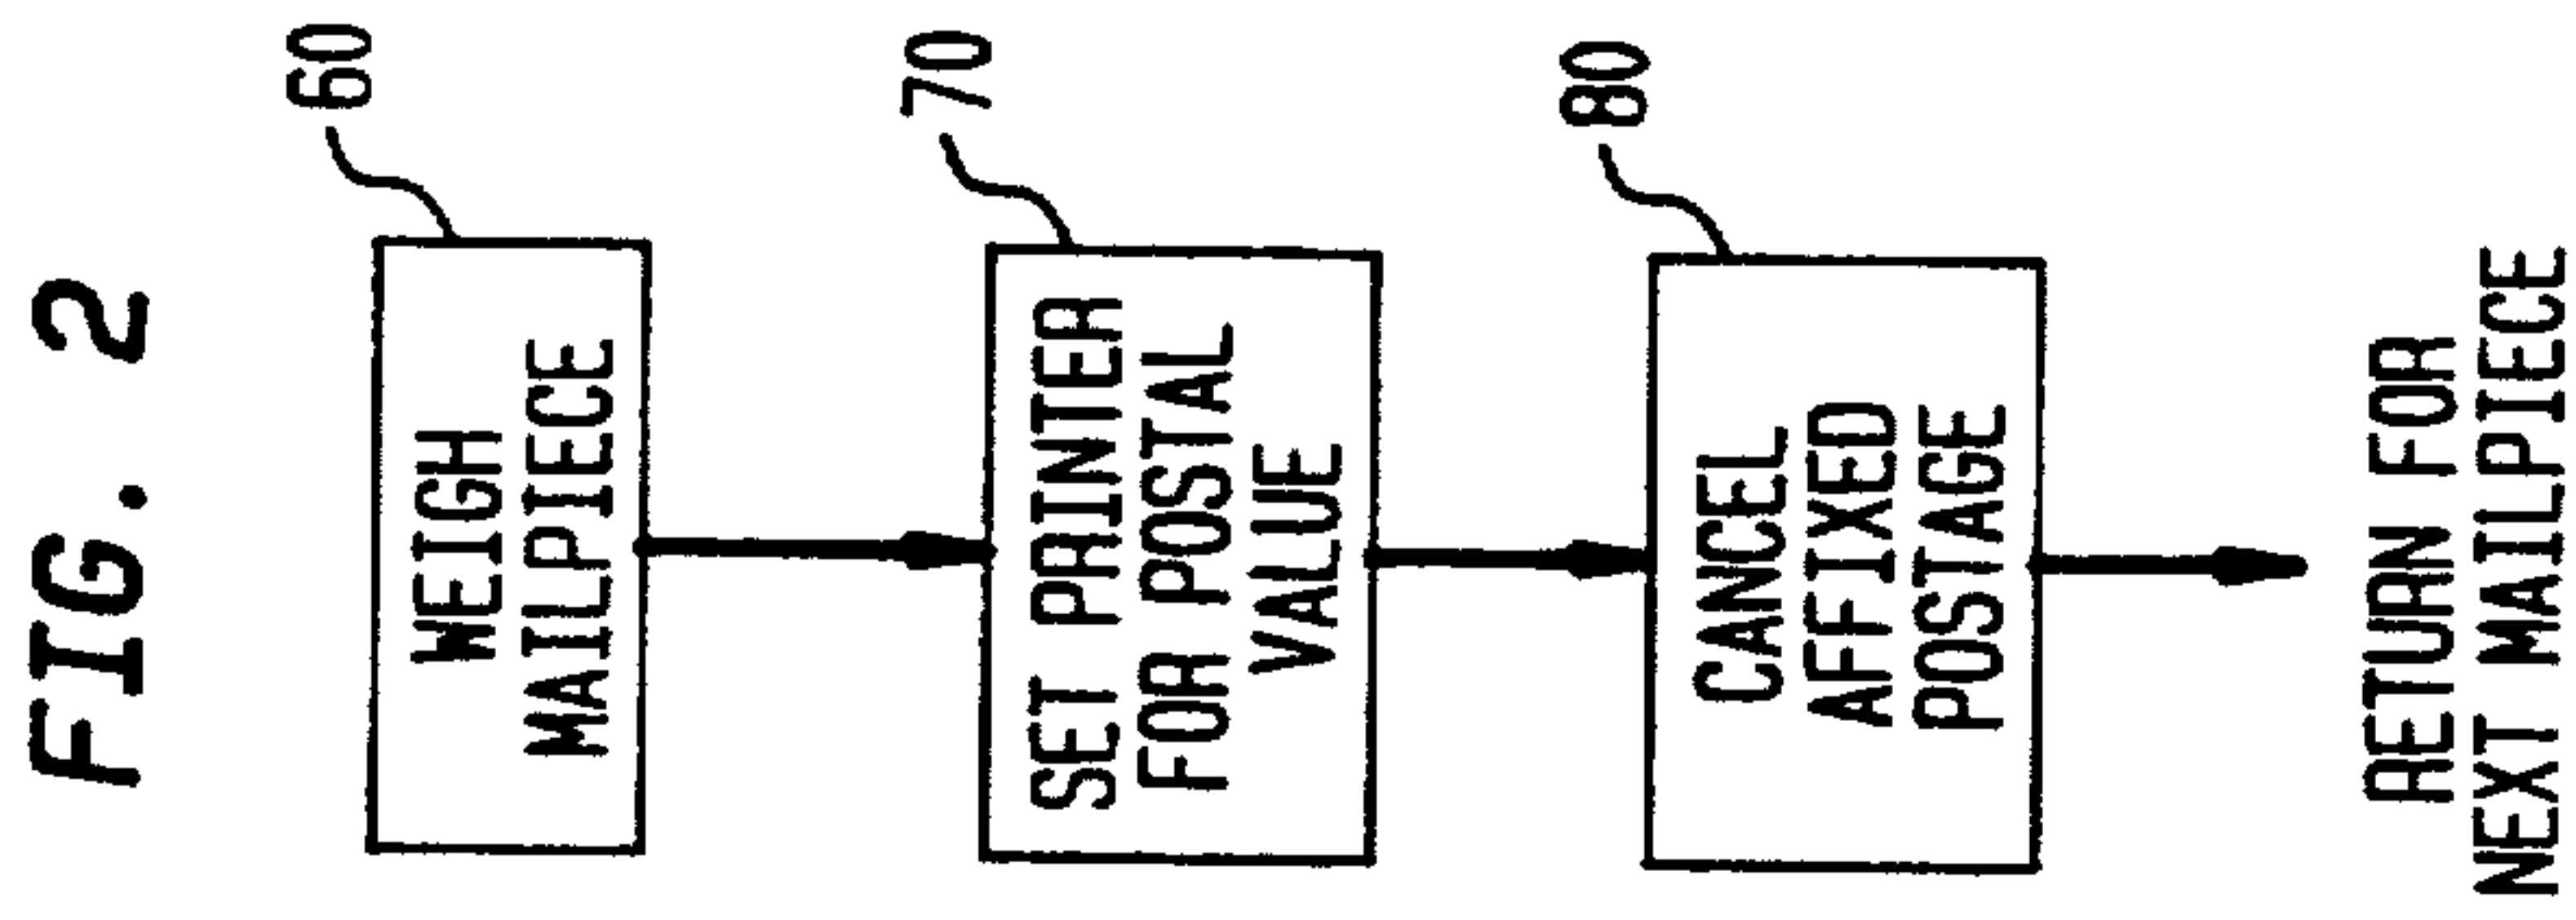 FIG. 2
60
WEIGH
MAILPIECE
70
SET PRINTER
FOR POSTAL
VALUE
80
CANCEL
AFFIXED
POSTAGE
RETURN FOR
NEXT MAILPIECE